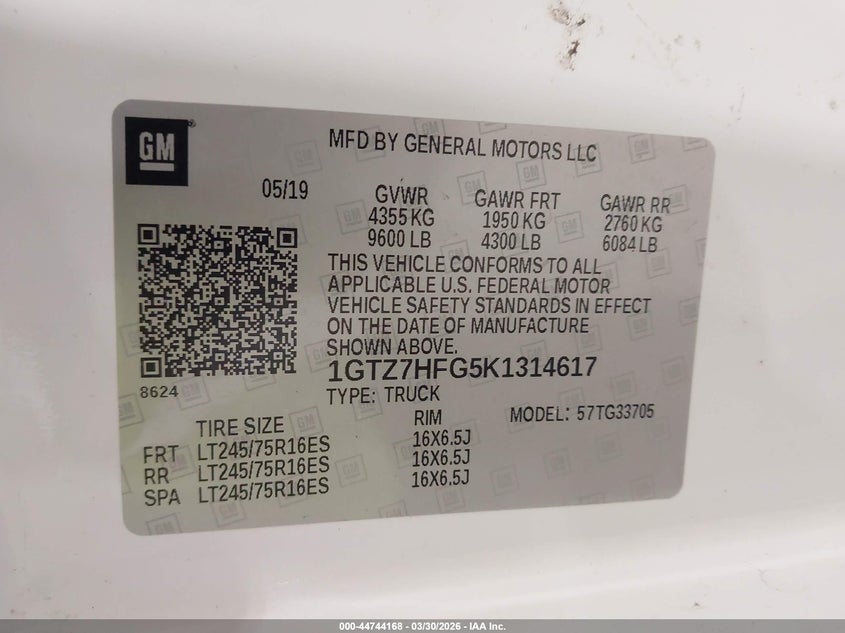 GM
MFD BY GENERAL MOTORS LLC
05/19
GVWR GAWR FRT GAWR RR
4355 KG 1950 KG 2760 KG
9600 LB 4300 LB 6084 LB
THIS VEHICLE CONFORMS TO ALL
APPLICABLE U.S. FEDERAL MOTOR
VEHICLE SAFETY STANDARDS IN EFFECT
ON THE DATE OF MANUFACTURE
SHOWN ABOVE.
1GTZ7HFG5K1314617
8624
TYPE: TRUCK
MODEL: 57TG33705
TIRE SIZE RIM
FRT LT245/75R16ES 16X6.5J
RR LT245/75R16ES 16X6.5J
SPA LT245/75R16ES 16X6.5J
000-44744168 | 03/30/2026 - IAA Inc.